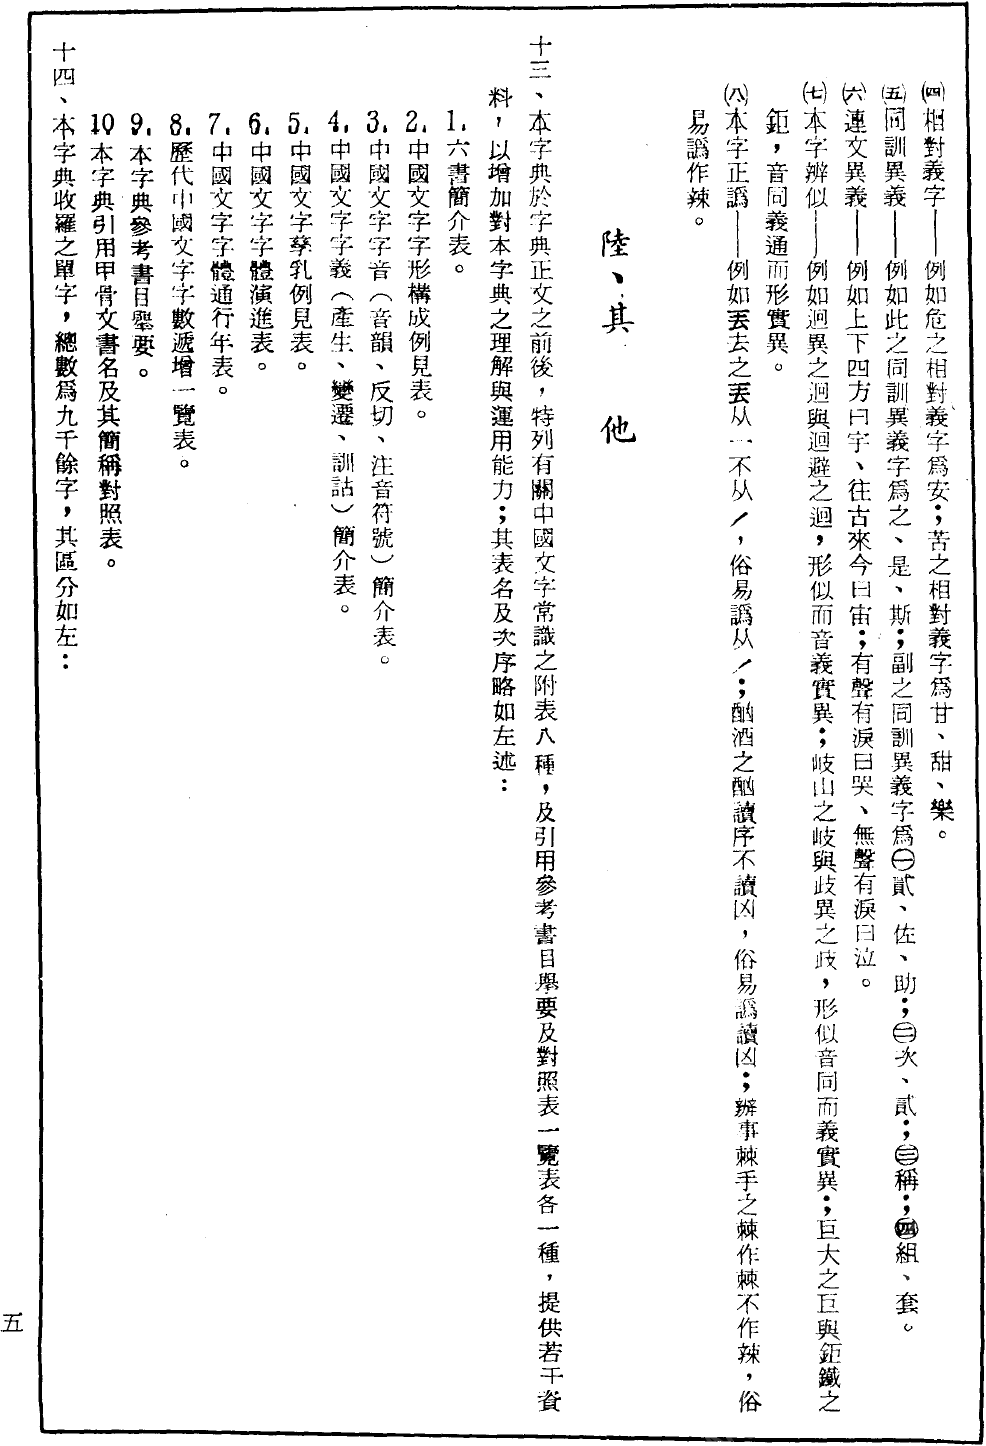 ㈣相對義字——例如危之相對義字爲安；苦之相對義字爲甘、甜、樂。
㈤同訓異義——例如此之同訓異義字爲之、是、斯；副之同訓異義字爲㊀貳、佐、助；㊁次、貳；㊂稱；㊃組、套。
㈥連文異義——例如上下四方曰宇、往古來今曰宙；有聲有淚曰哭、無聲有淚曰泣。
㈦本字辨似——例如迥異之迥與迴避之迴，形似而音義實異；岐山之岐與歧異之歧，形似音同而義實異；巨大之巨與鉅鐵之
鉅，音同義通而形實異。
㈧本字正譌——例如丟去之丟从一不从丿，俗易譌从丿；酗酒之酗讀序不讀凶，俗易譌讀凶；辦事棘手之棘作棘不作辣，俗
易譌作辣。
陸、其　他
十三、本字典於字典正文之前後，特列有關中國文字常識之附表八種，及引用參考書目舉要及對照表一覽表各一種，提供若干資
料，以增加對本字典之理解與運用能力；其表名及次序略如左述：
1.六書簡介表。
2.中國文字字形構成例見表。
3.中國文字字音（音韻、反切、注音符號）簡介表。
4.中國文字字義（產生、變遷、訓詁）簡介表。
5.中國文字孳乳例見表。
6.中國文字字體演進表。
7.中國文字字體通行年表。
8.歷代中國文字字數遞增一覽表。
9.本字典參考書目舉要。
10.本字典引用甲骨文書名及其簡稱對照表。
十四、本字典收羅之單字，總數爲九千餘字，其區分如左：
五